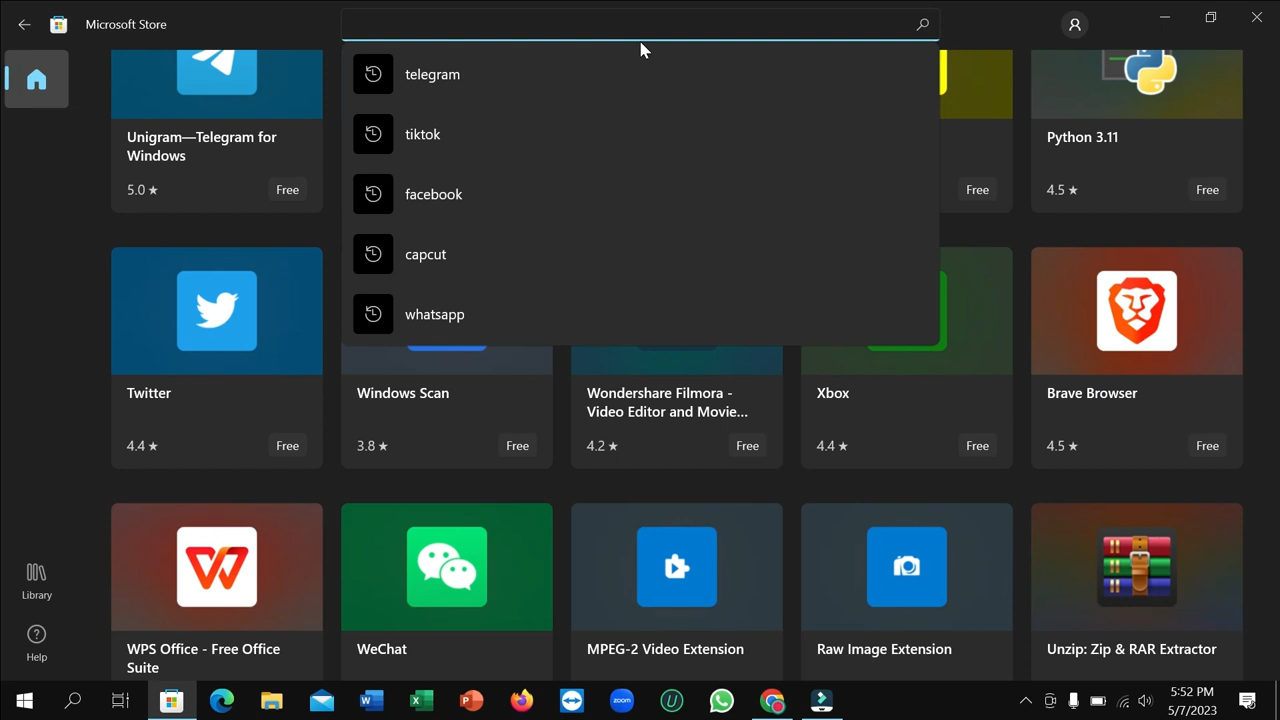 Microsoft Store
telegram
tiktok
facebook
capcut
whatsapp
Unigram—Telegram for
Windows
5.0 ★
Free
Free
Python 3.11
4.5 ★
Free
Twitter
4.4 ★
Free
Windows Scan
3.8 ★
Free
Wondershare Filmora -
Video Editor and Movie...
4.2 ★
Free
Xbox
4.4 ★
Free
Brave Browser
4.5 ★
Free
Library
Help
WPS Office - Free Office
Suite
WeChat
MPEG-2 Video Extension
Raw Image Extension
Unzip: Zip & RAR Extractor
zoom
5:52 PM
5/7/2023